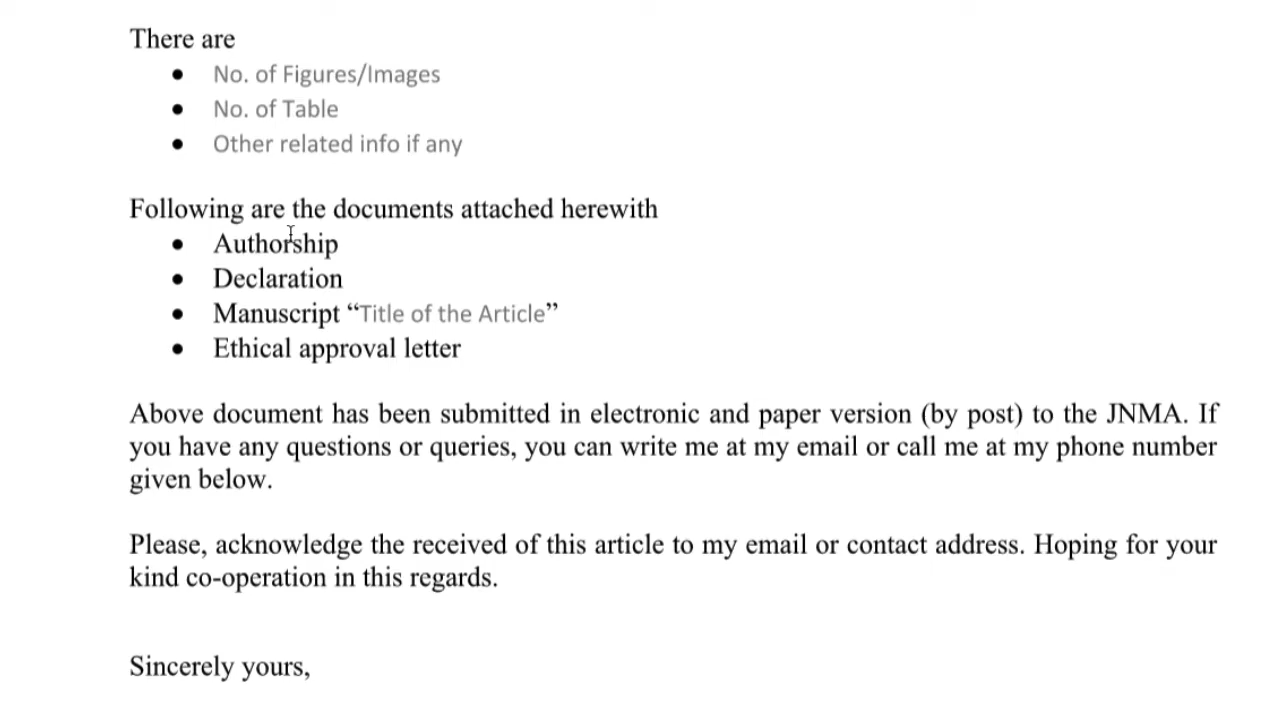 There are
• No. of Figures/Images
• No. of Table
• Other related info if any
Following are the documents attached herewith
• Authorship
• Declaration
• Manuscript “Title of the Article”
• Ethical approval letter
Above document has been submitted in electronic and paper version (by post) to the JNMA. If
you have any questions or queries, you can write me at my email or call me at my phone number
given below.
Please, acknowledge the received of this article to my email or contact address. Hoping for your
kind co-operation in this regards.
Sincerely yours,